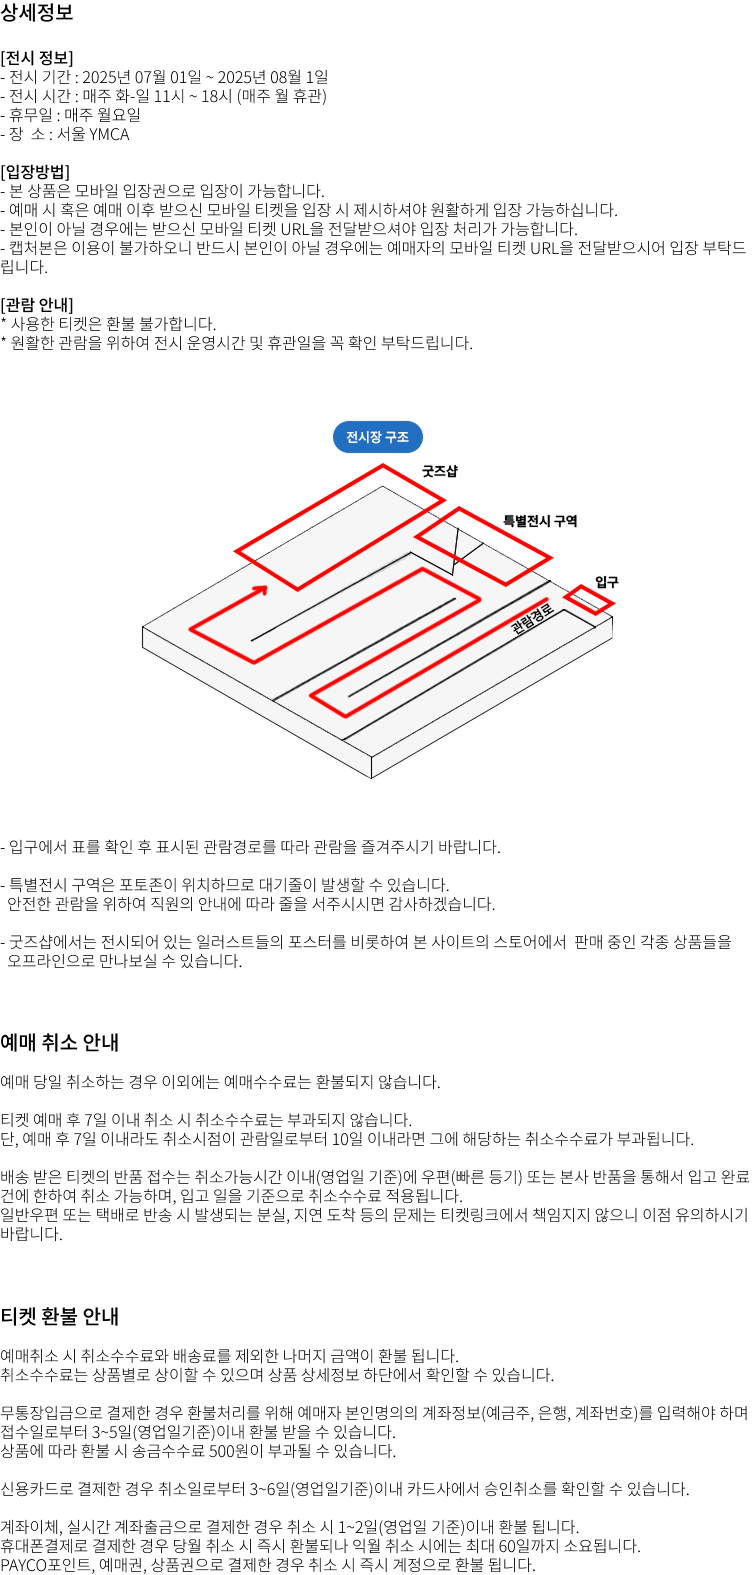 상세정보
[전시 정보]
- 전시 기간 : 2025년 07월 01일 ~ 2025년 08월 1일
- 전시 시간 : 매주 화-일 11시 ~ 18시 (매주 월 휴관)
- 휴무일 : 매주 월요일
- 장  소 : 서울 YMCA
[입장방법]
- 본 상품은 모바일 입장권으로 입장이 가능합니다.
- 예매 시 혹은 예매 이후 받으신 모바일 티켓을 입장 시 제시하셔야 원활하게 입장 가능하십니다.
- 본인이 아닐 경우에는 받으신 모바일 티켓 URL을 전달받으셔야 입장 처리가 가능합니다.
- 캡처본은 이용이 불가하오니 반드시 본인이 아닐 경우에는 예매자의 모바일 티켓 URL을 전달받으시어 입장 부탁드
립니다.
[관람 안내]
* 사용한 티켓은 환불 불가합니다.
* 원활한 관람을 위하여 전시 운영시간 및 휴관일을 꼭 확인 부탁드립니다.
전시장 구조
굿즈샵
특별전시 구역
입구
관람경로
- 입구에서 표를 확인 후 표시된 관람경로를 따라 관람을 즐겨주시기 바랍니다.
- 특별전시 구역은 포토존이 위치하므로 대기줄이 발생할 수 있습니다.
안전한 관람을 위하여 직원의 안내에 따라 줄을 서주시시면 감사하겠습니다.
- 굿즈샵에서는 전시되어 있는 일러스트들의 포스터를 비롯하여 본 사이트의 스토어에서  판매 중인 각종 상품들을
오프라인으로 만나보실 수 있습니다.
예매 취소 안내
예매 당일 취소하는 경우 이외에는 예매수수료는 환불되지 않습니다.
티켓 예매 후 7일 이내 취소 시 취소수수료는 부과되지 않습니다.
단, 예매 후 7일 이내라도 취소시점이 관람일로부터 10일 이내라면 그에 해당하는 취소수수료가 부과됩니다.
배송 받은 티켓의 반품 접수는 취소가능시간 이내(영업일 기준)에 우편(빠른 등기) 또는 본사 반품을 통해서 입고 완료
건에 한하여 취소 가능하며, 입고 일을 기준으로 취소수수료 적용됩니다.
일반우편 또는 택배로 반송 시 발생되는 분실, 지연 도착 등의 문제는 티켓링크에서 책임지지 않으니 이점 유의하시기
바랍니다.
티켓 환불 안내
예매취소 시 취소수수료와 배송료를 제외한 나머지 금액이 환불 됩니다.
취소수수료는 상품별로 상이할 수 있으며 상품 상세정보 하단에서 확인할 수 있습니다.
무통장입금으로 결제한 경우 환불처리를 위해 예매자 본인명의의 계좌정보(예금주, 은행, 계좌번호)를 입력해야 하며
접수일로부터 3~5일(영업일기준)이내 환불 받을 수 있습니다.
상품에 따라 환불 시 송금수수료 500원이 부과될 수 있습니다.
신용카드로 결제한 경우 취소일로부터 3~6일(영업일기준)이내 카드사에서 승인취소를 확인할 수 있습니다.
계좌이체, 실시간 계좌출금으로 결제한 경우 취소 시 1~2일(영업일 기준)이내 환불 됩니다.
휴대폰결제로 결제한 경우 당월 취소 시 즉시 환불되나 익월 취소 시에는 최대 60일까지 소요됩니다.
PAYCO포인트, 예매권, 상품권으로 결제한 경우 취소 시 즉시 계정으로 환불 됩니다.